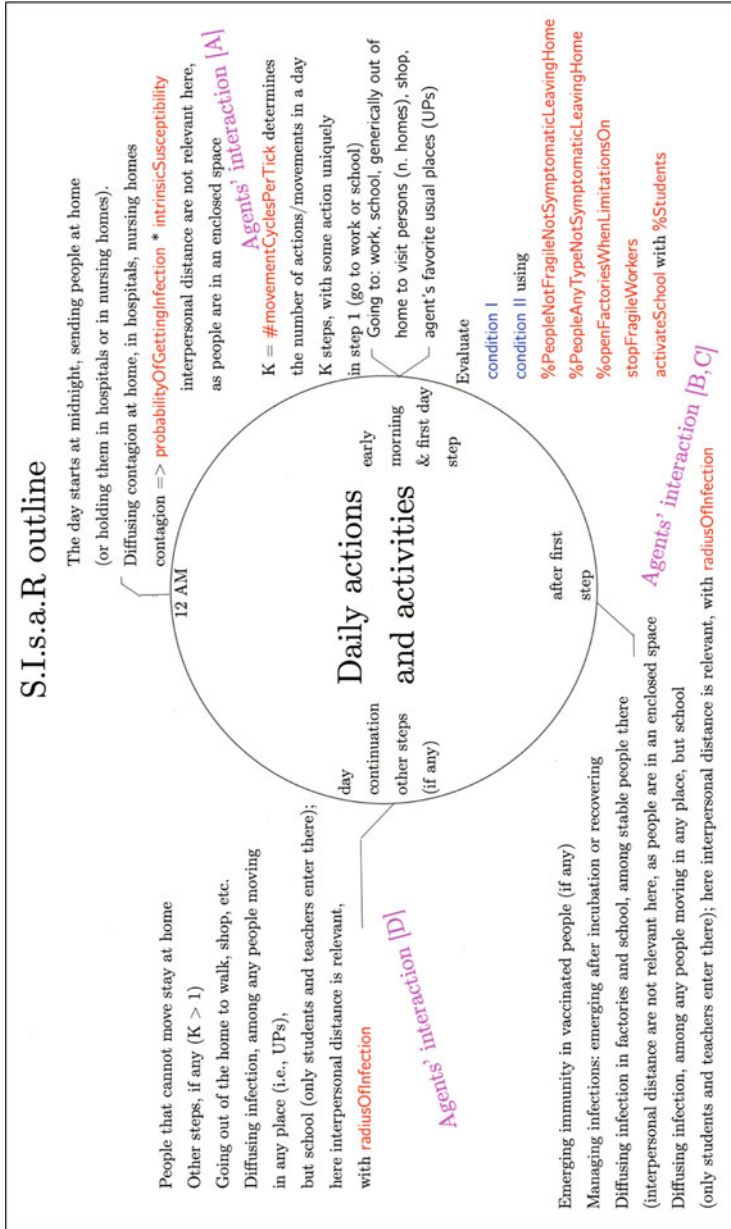 S.I.s.a.R outline
The day starts at midnight, sending people at home
(or holding them in hospitals or in nursing homes).
Diffusing contagion at home, in hospitals, nursing homes
contagion => probabilityOfGettingInfection * intrinsicSusceptibility
interpersonal distance are not relevant here,
as people are in an enclosed space
Agents' interaction [A]
12 AM
K = #movementCyclesPerTick determines
the number of actions/movements in a day
K steps, with some action uniquely
in step 1 (go to work or school)
Going to: work, school, generically out of
home to visit persons (n. homes), shop,
agent's favorite usual places (UPs)
early
morning
& first day
step
Evaluate
condition I
condition II using
%PeopleNotFragileNotSymptomaticLeavingHome
%PeopleAnyTypeNotSymptomaticLeavingHome
%openFactoriesWhenLimitationsOn
stopFragileWorkers
activateSchool with %Students
Daily actions
and activities
after first
step
Agents' interaction [B,C]
Emerging immunity in vaccinated people (if any)
Managing infections: emerging after incubation or recovering
Diffusing infection in factories and school, among stable people there
(interpersonal distance are not relevant here, as people are in an enclosed space
Diffusing infection, among any people moving in any place, but school
(only students and teachers enter there); here interpersonal distance is relevant, with radiusOfInfection
day
continuation
other steps
(if any)
People that cannot move stay at home
Other steps, if any (K > 1)
Going out of the home to walk, shop, etc.
Diffusing infection, among any people moving
in any place (i.e., UPs),
but school (only students and teachers enter there);
here interpersonal distance is relevant,
with radiusOfInfection
Agents' interaction [D]